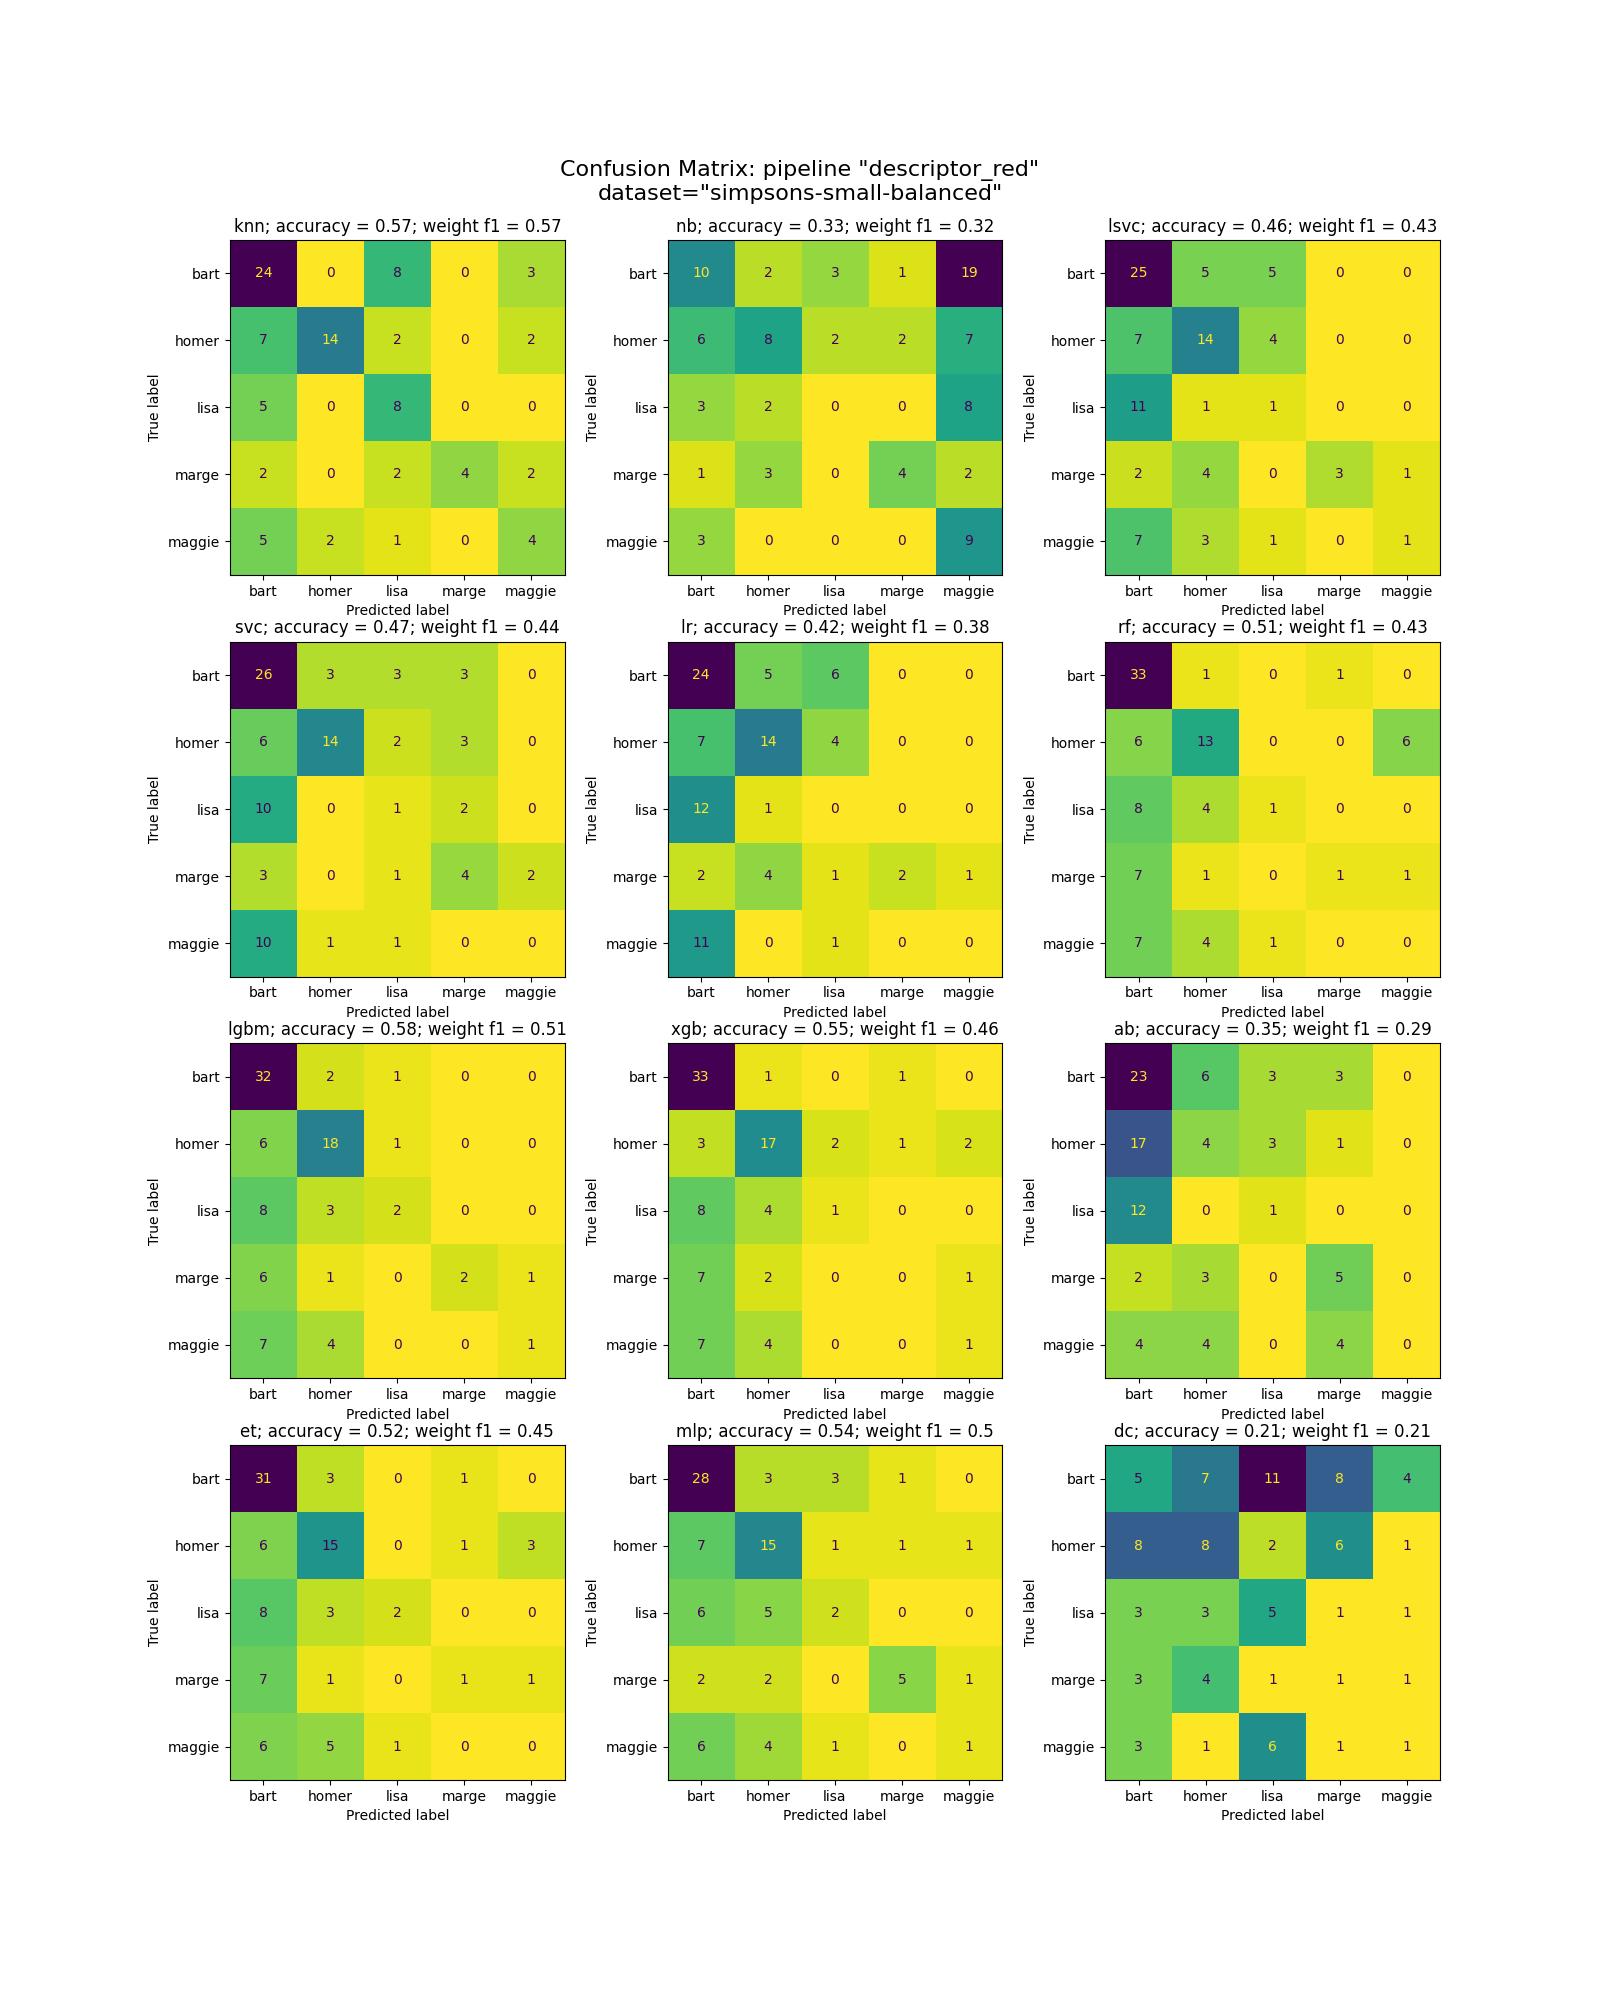 Confusion Matrix: pipeline "descriptor_red"
dataset="simpsons-small-balanced"
knn; accuracy = 0.57; weight f1 = 0.57
bart 24 0 8 0 3
homer 7 14 2 0 2
lisa 5 0 8 0 0
marge 2 0 2 4 2
maggie 5 2 1 0 4
bart homer lisa marge maggie
True label
Predicted label
nb; accuracy = 0.33; weight f1 = 0.32
bart 10 2 3 1 19
homer 6 8 2 2 7
lisa 3 2 0 0 8
marge 1 3 0 4 2
maggie 3 0 0 0 9
bart homer lisa marge maggie
True label
Predicted label
lsvc; accuracy = 0.46; weight f1 = 0.43
bart 25 5 5 0 0
homer 7 14 4 0 0
lisa 11 1 1 0 0
marge 2 4 0 3 1
maggie 7 3 1 0 1
bart homer lisa marge maggie
True label
Predicted label
svc; accuracy = 0.47; weight f1 = 0.44
bart 26 3 3 3 0
homer 6 14 2 3 0
lisa 10 0 1 2 0
marge 3 0 1 4 2
maggie 10 1 1 0 0
bart homer lisa marge maggie
True label
Predicted label
lr; accuracy = 0.42; weight f1 = 0.38
bart 24 5 6 0 0
homer 7 14 4 0 0
lisa 12 1 0 0 0
marge 2 4 1 2 1
maggie 11 0 1 0 0
bart homer lisa marge maggie
True label
Predicted label
rf; accuracy = 0.51; weight f1 = 0.43
bart 33 1 0 1 0
homer 6 13 0 0 6
lisa 8 4 1 0 0
marge 7 1 0 1 1
maggie 7 4 1 0 0
bart homer lisa marge maggie
True label
Predicted label
lgbm; accuracy = 0.58; weight f1 = 0.51
bart 32 2 1 0 0
homer 6 18 1 0 0
lisa 8 3 2 0 0
marge 6 1 0 2 1
maggie 7 4 0 0 1
bart homer lisa marge maggie
True label
Predicted label
xgb; accuracy = 0.55; weight f1 = 0.46
bart 33 1 0 1 0
homer 3 17 2 1 2
lisa 8 4 1 0 0
marge 7 2 0 0 1
maggie 7 4 0 0 1
bart homer lisa marge maggie
True label
Predicted label
ab; accuracy = 0.35; weight f1 = 0.29
bart 23 6 3 3 0
homer 17 4 3 1 0
lisa 12 0 1 0 0
marge 2 3 0 5 0
maggie 4 4 0 4 0
bart homer lisa marge maggie
True label
Predicted label
et; accuracy = 0.52; weight f1 = 0.45
bart 31 3 0 1 0
homer 6 15 0 1 3
lisa 8 3 2 0 0
marge 7 1 0 1 1
maggie 6 5 1 0 0
bart homer lisa marge maggie
True label
Predicted label
mlp; accuracy = 0.54; weight f1 = 0.5
bart 28 3 3 1 0
homer 7 15 1 1 1
lisa 6 5 2 0 0
marge 2 2 0 5 1
maggie 6 4 1 0 1
bart homer lisa marge maggie
True label
Predicted label
dc; accuracy = 0.21; weight f1 = 0.21
bart 5 7 11 8 4
homer 8 8 2 6 1
lisa 3 3 5 1 1
marge 3 4 1 1 1
maggie 3 1 6 1 1
bart homer lisa marge maggie
True label
Predicted label